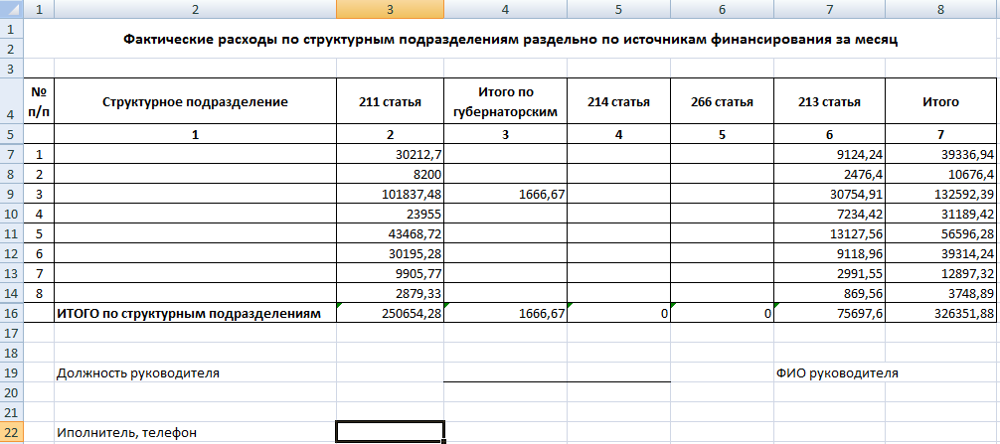 1 2 3 4 5 6 7 8
1
Фактические расходы по структурным подразделениям раздельно по источникам финансирования за месяц
2
3
4 № п/п Структурное подразделение 211 статья Итого по губернаторским 214 статья 266 статья 213 статья Итого
5 1 2 3 4 5 6 7
7 1 30212,7 9124,24 39336,94
8 2 8200 2476,4 10676,4
9 3 101837,48 1666,67 30754,91 132592,39
10 4 23955 7234,42 31189,42
11 5 43468,72 13127,56 56596,28
12 6 30195,28 9118,96 39314,24
13 7 9905,77 2991,55 12897,32
14 8 2879,33 869,56 3748,89
16 ИТОГО по структурным подразделениям 250654,28 1666,67 0 0 75697,6 326351,88
17
18
19 Должность руководителя ФИО руководителя
20
21
22 Иполнитель, телефон